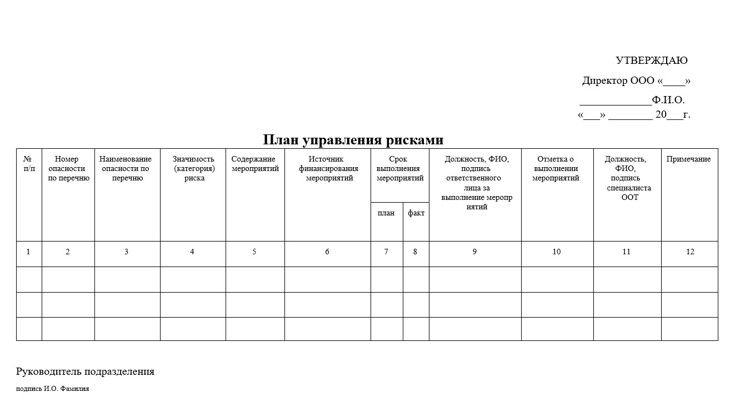 УТВЕРЖДАЮ
Директор ООО «____»
_____________Ф.И.О.
«___» ________ 20___г.
План управления рисками
№ п/п
Номер опасности по перечню
Наименование опасности по перечню
Значимость (категория) риска
Содержание мероприятий
Источник финансирования мероприятий
Срок выполнения мероприятий
план
факт
Должность, ФИО, подпись ответственного лица за выполнение меропр иятий
Отметка о выполнении мероприятий
Должность, ФИО, подпись специалиста ООТ
Примечание
1 2 3 4 5 6 7 8 9 10 11 12
Руководитель подразделения
подпись И.О. Фамилия